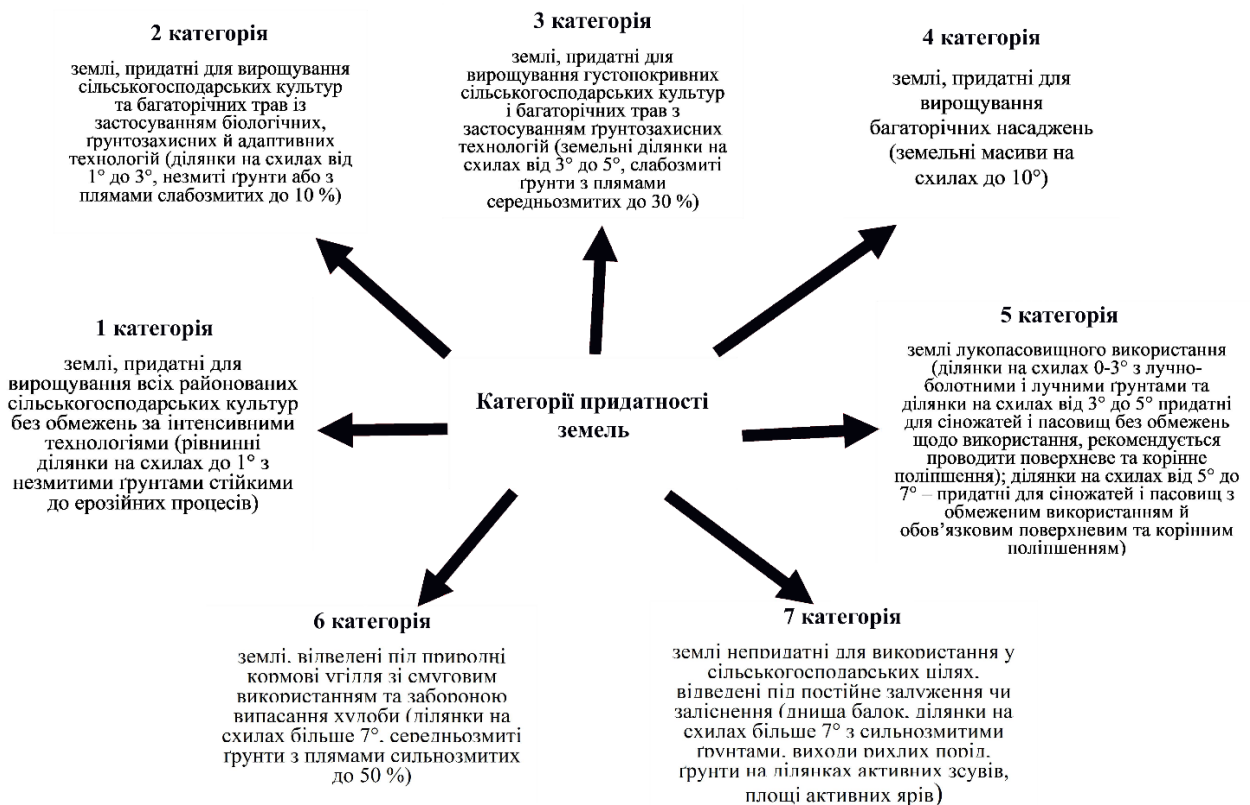 2 категорія
землі, придатні для вирощування
сільськогосподарських культур
та багаторічних трав із
застосуванням біологічних,
ґрунтозахисних й адаптивних
технологій (ділянки на схилах від
1° до 3°, незмиті ґрунти або з
плямами слабозмитих до 10 %)
3 категорія
землі, придатні для
вирощування густопокривних
сільськогосподарських культур
і багаторічних трав з
застосуванням ґрунтозахисних
технологій (земельні ділянки на
схилах від 3° до 5°, слабозмиті
ґрунти з плямами
середньозмитих до 30 %)
4 категорія
землі, придатні для
вирощування
багаторічних насаджень
(земельні масиви на
схилах до 10°)
1 категорія
землі, придатні для
вирощування всіх районованих
сільськогосподарських культур
без обмежень за інтенсивними
технологіями (рівнинні
ділянки на схилах до 1° з
незмитими ґрунтами стійкими
до ерозійних процесів)
Категорії придатності
земель
5 категорія
землі лукопасовищного використання
(ділянки на схилах 0-3° з лучно-
болотними і лучними ґрунтами та
ділянки на схилах від 3° до 5° придатні
для сіножатей і пасовищ без обмежень
щодо використання, рекомендується
проводити поверхневе та корінне
поліпшення); ділянки на схилах від 5° до
7° – придатні для сіножатей і пасовищ з
обмеженим використанням й
обов’язковим поверхневим та корінним
поліпшенням)
6 категорія
землі, відведені під природні
кормові угілля зі смуговим
використанням та забороною
випасання худоби (ділянки на
схилах більше 7°, середньозмиті
ґрунти з плямами сильнозмитих
до 50 %)
7 категорія
землі непридатні для використання у
сільськогосподарських цілях,
відведені під постійне залуження чи
заліснення (днища балок, ділянки на
схилах більше 7° з сильнозмитими
ґрунтами, виходи рихлих порід,
ґрунти на ділянках активних зсувів,
площі активних ярів)